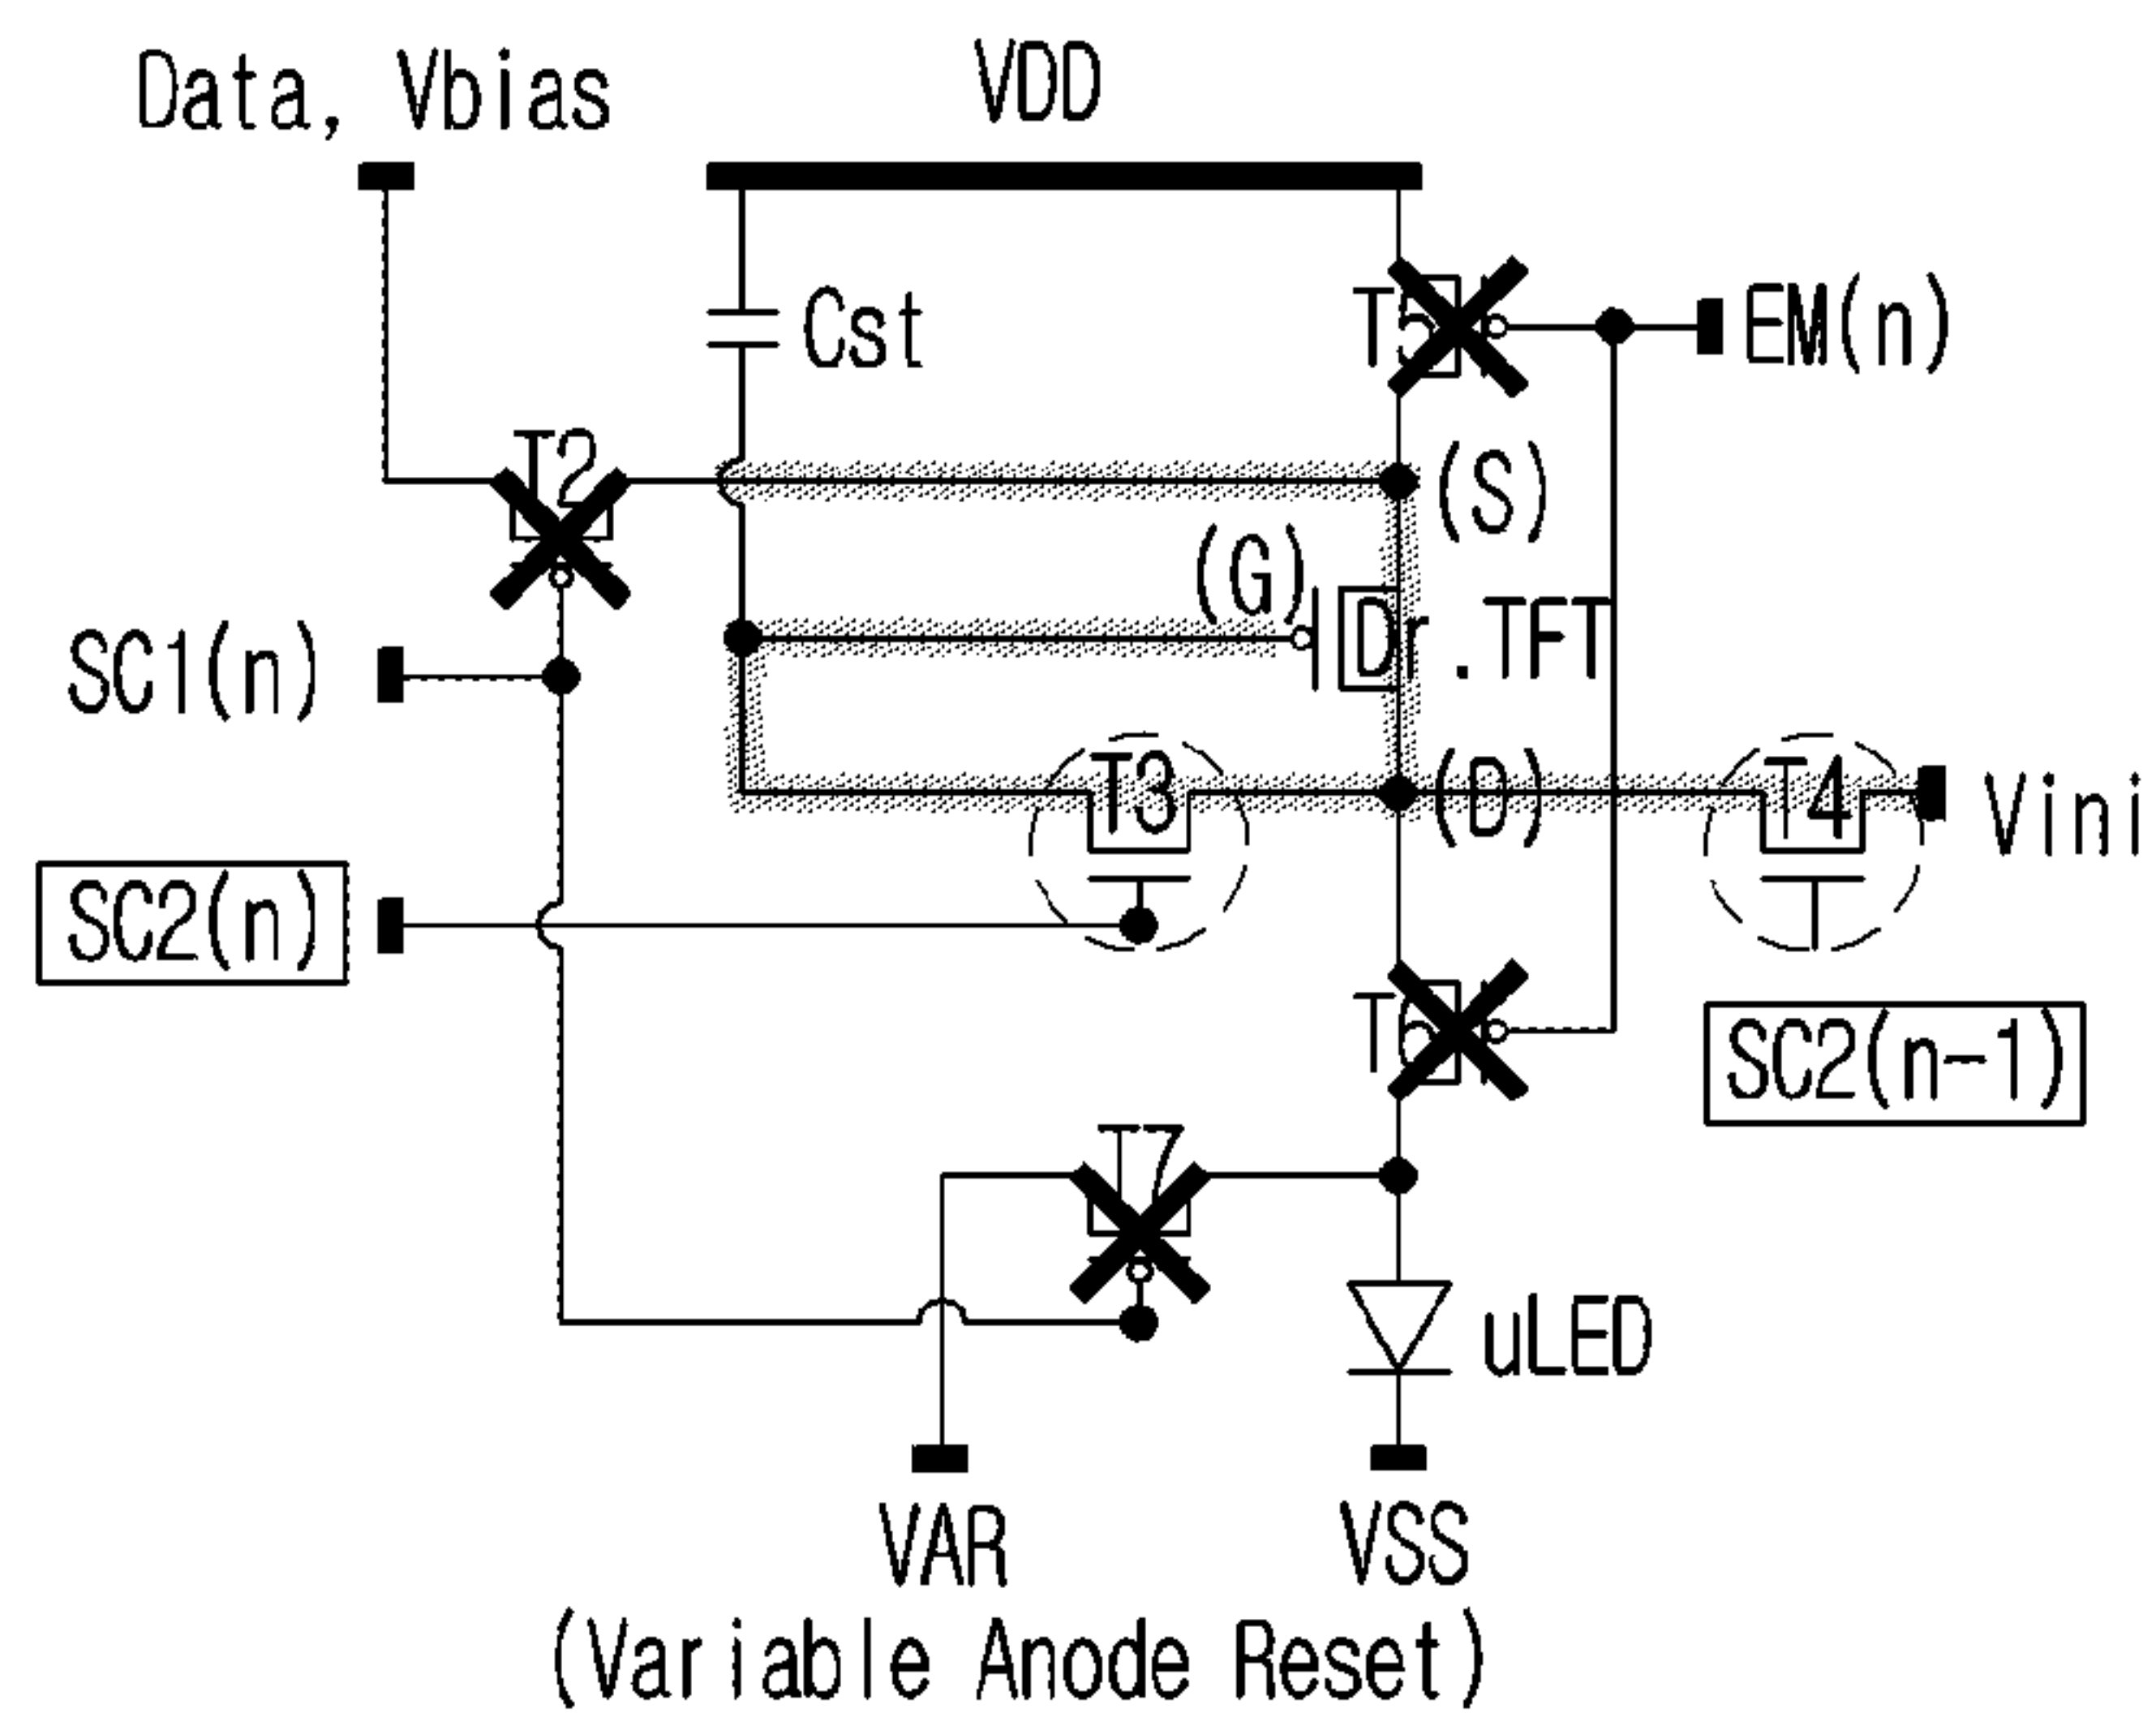 Data, Vbias
VDD
Cst
T5
EM(n)
T2
(S)
(G)
Dr.TFT
SC1(n)
T3
(D)
T4
Vini
SC2(n)
T6
SC2(n-1)
T7
uLED
VAR
VSS
(Variable Anode Reset)